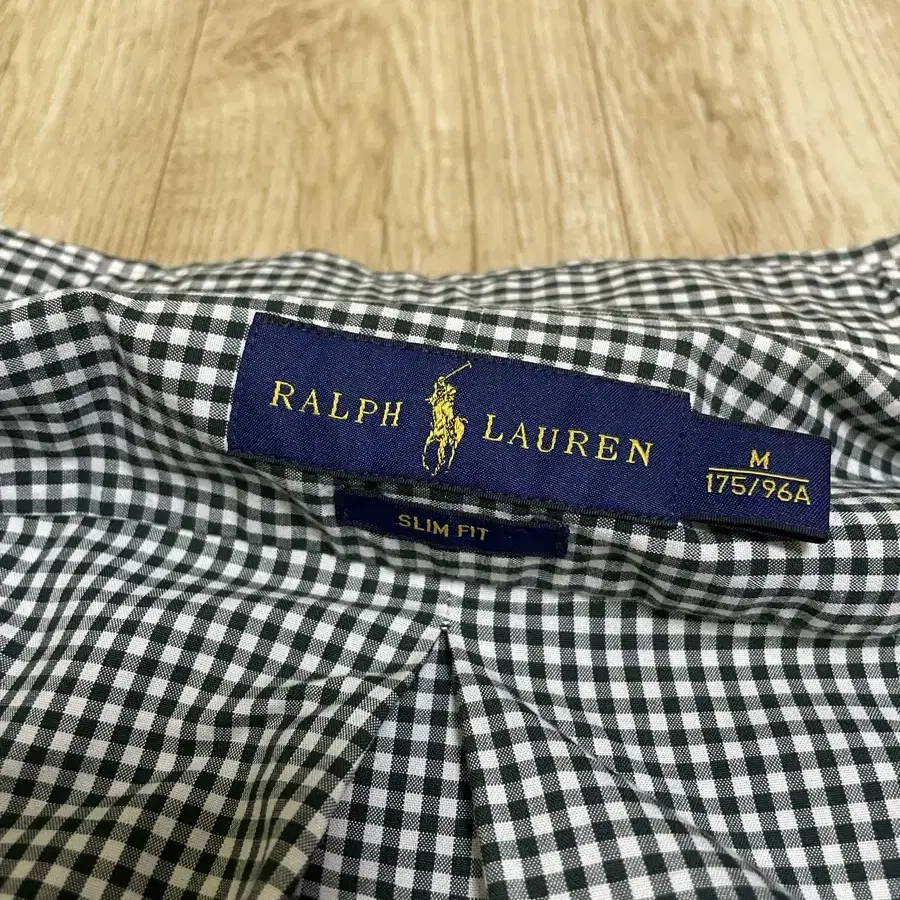 RALPH LAUREN
M
175/96A
SLIM FIT